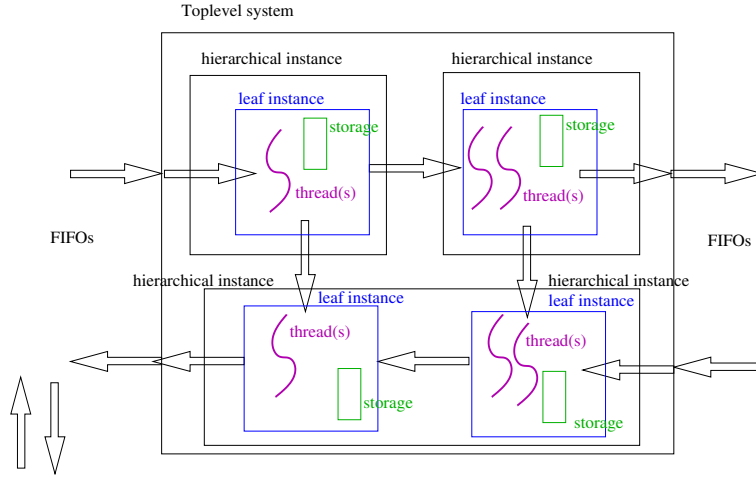 Toplevel system
hierarchical instance
hierarchical instance
leaf instance
leaf instance
storage
storage
thread(s)
thread(s)
FIFOs
FIFOs
hierarchical instance
hierarchical instance
leaf instance
leaf instance
thread(s)
thread(s)
storage
storage